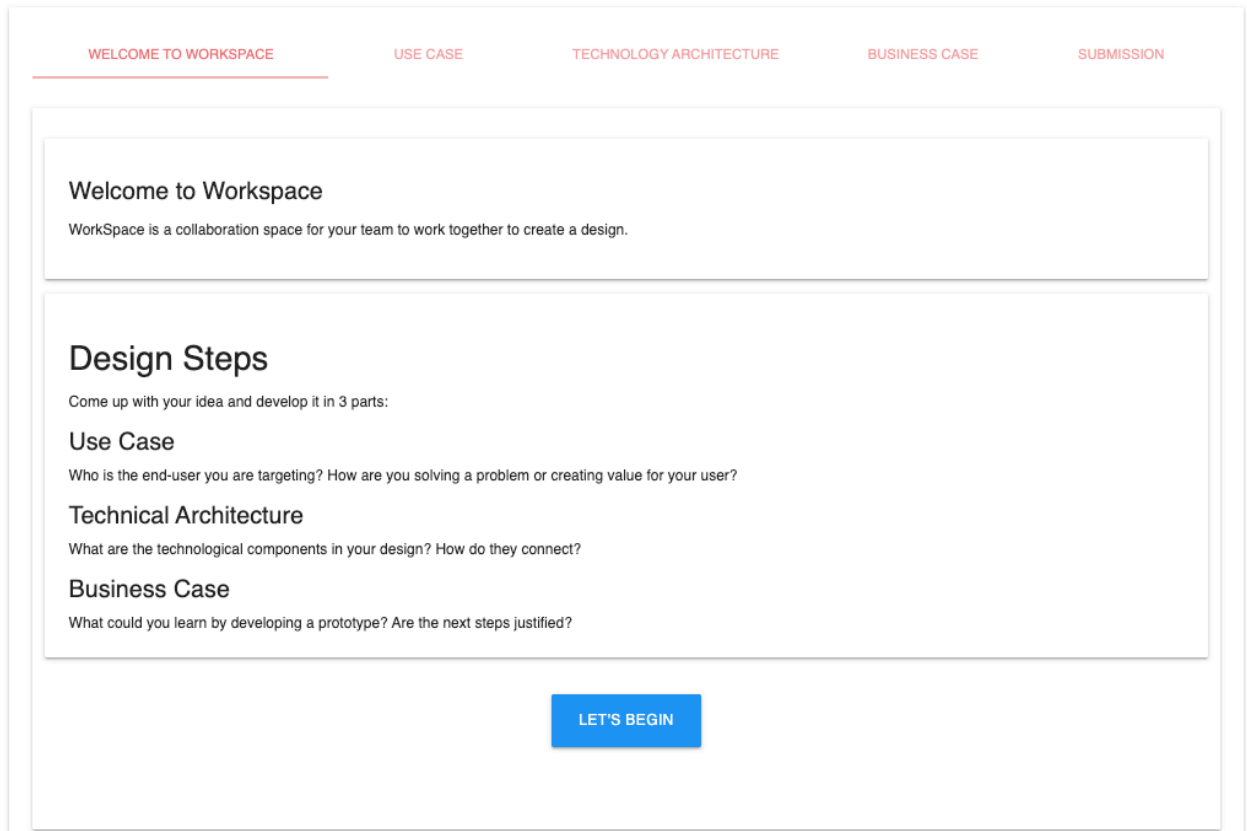 WELCOME TO WORKSPACE USE CASE TECHNOLOGY ARCHITECTURE BUSINESS CASE SUBMISSION
Welcome to Workspace
WorkSpace is a collaboration space for your team to work together to create a design.
Design Steps
Come up with your idea and develop it in 3 parts:
Use Case
Who is the end-user you are targeting? How are you solving a problem or creating value for your user?
Technical Architecture
What are the technological components in your design? How do they connect?
Business Case
What could you learn by developing a prototype? Are the next steps justified?
LET'S BEGIN